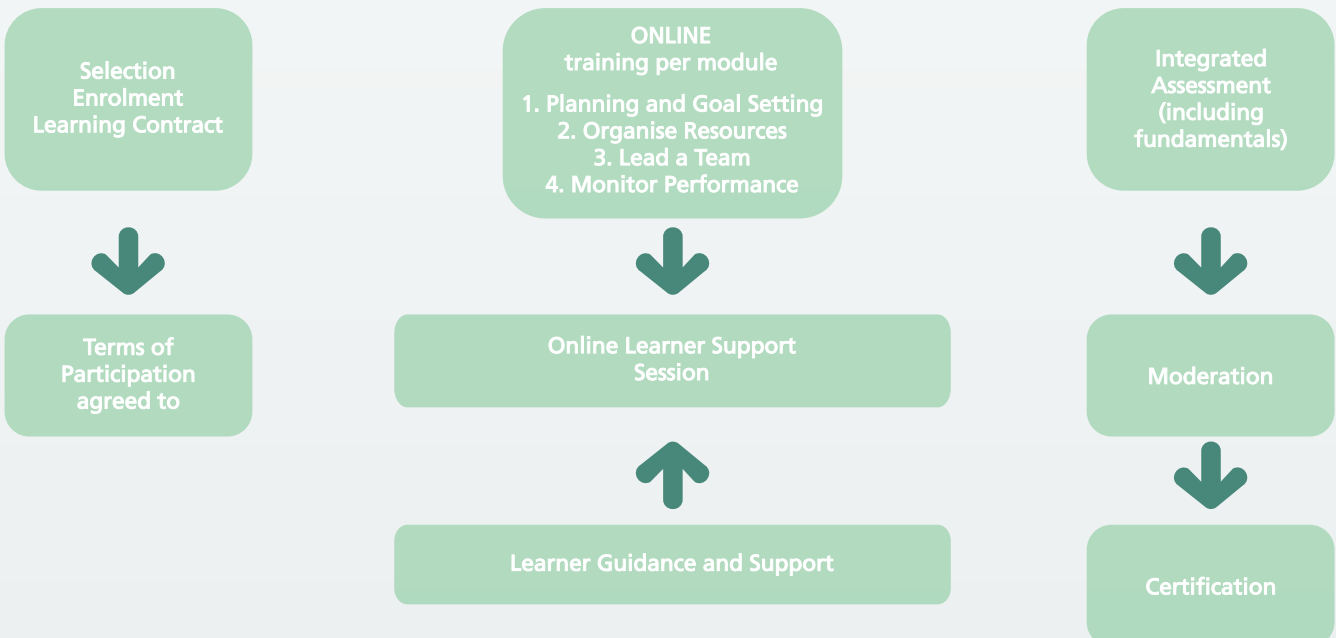 Selection
Enrolment
Learning Contract
Terms of
Participation
agreed to
ONLINE
training per module
1. Planning and Goal Setting
2. Organise Resources
3. Lead a Team
4. Monitor Performance
Online Learner Support
Session
Learner Guidance and Support
Integrated
Assessment
(including
fundamentals)
Moderation
Certification